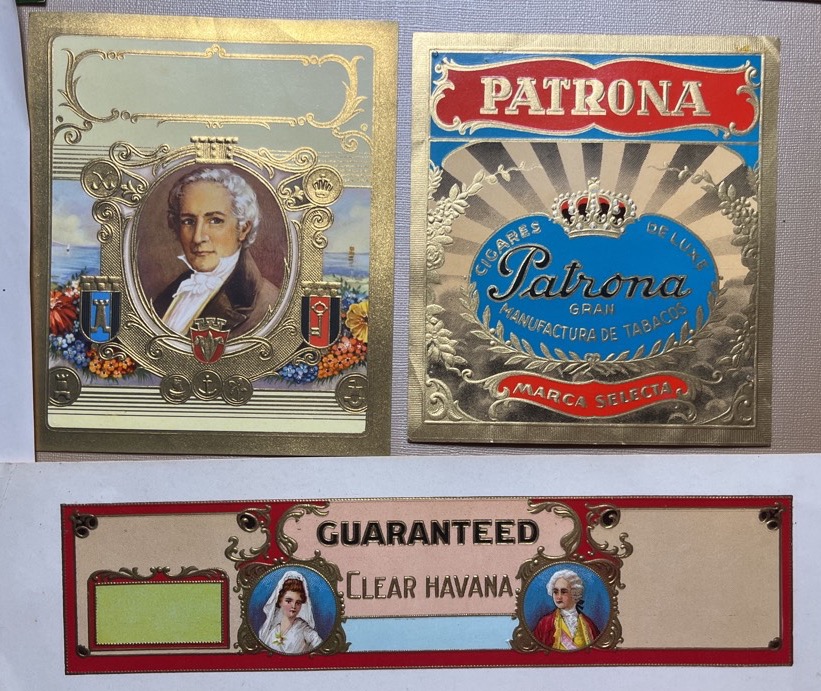 PATRONA
CIGARES DE LUXE
Patrona
GRAN
MANUFACTURA DE TABACOS
MARCA SELECTA
GUARANTEED
CLEAR HAVANA